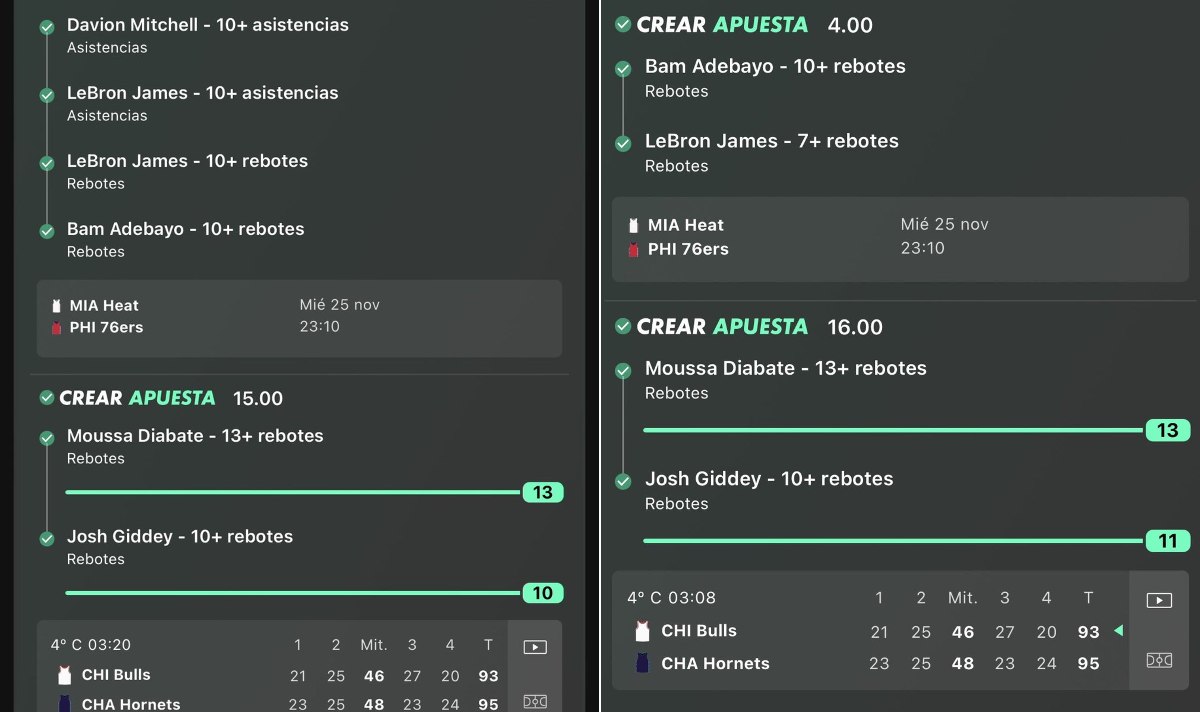 Davion Mitchell - 10+ asistencias
Asistencias
LeBron James - 10+ asistencias
Asistencias
LeBron James - 10+ rebotes
Rebotes
Bam Adebayo - 10+ rebotes
Rebotes
MIA Heat Mié 25 nov
PHI 76ers 23:10
CREAR APUESTA 15.00
Moussa Diabate - 13+ rebotes
Rebotes
13
Josh Giddey - 10+ rebotes
Rebotes
10
4º C 03:20 1 2 Mit. 3 4 T
CHI Bulls 21 25 46 27 20 93
CHA Hornets 23 25 48 23 24 95
CREAR APUESTA 4.00
Bam Adebayo - 10+ rebotes
Rebotes
LeBron James - 7+ rebotes
Rebotes
MIA Heat Mié 25 nov
PHI 76ers 23:10
CREAR APUESTA 16.00
Moussa Diabate - 13+ rebotes
Rebotes
13
Josh Giddey - 10+ rebotes
Rebotes
11
4º C 03:08 1 2 Mit. 3 4 T
CHI Bulls 21 25 46 27 20 93
CHA Hornets 23 25 48 23 24 95